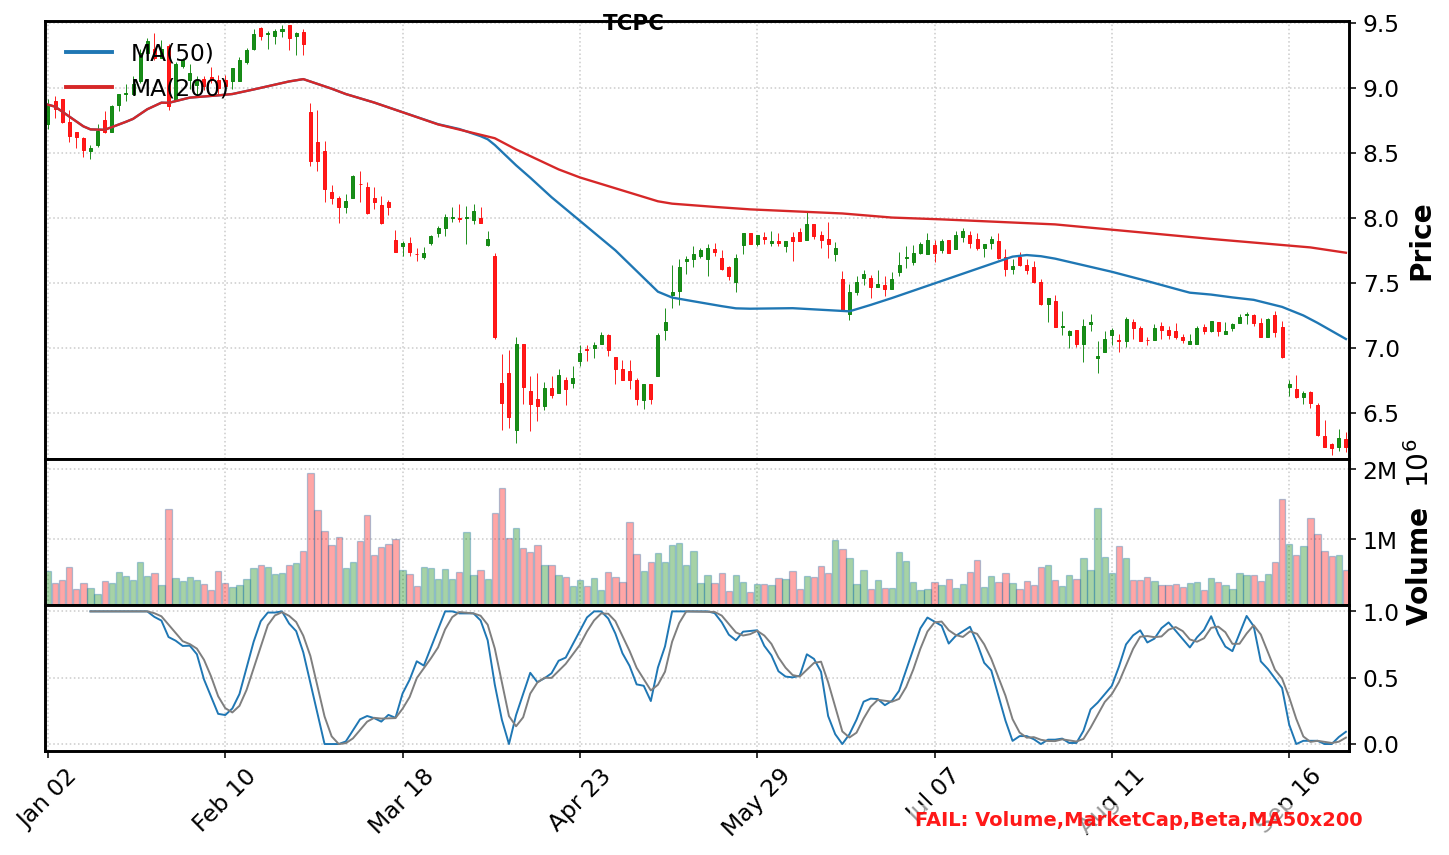 TCPC
MA(50)
MA(200)
9.5
9.0
8.5
8.0
7.5
7.0
6.5
Price
2M
1M
Volume 10^6
1.0
0.5
0.0
Jan 02
Feb 10
Mar 18
Apr 23
May 29
Jul 07
Aug 11
Sep 16
FAIL: Volume,MarketCap,Beta,MA50x200